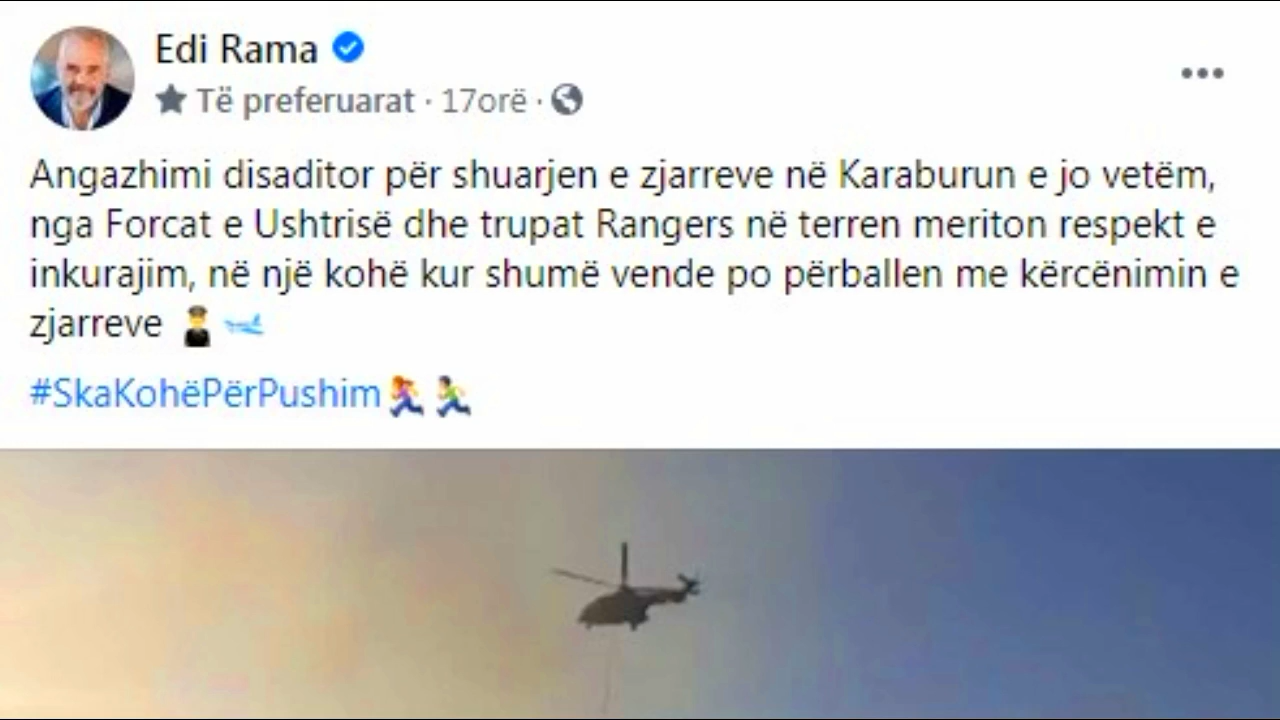 Edi Rama
Të preferuarat · 17orë ·
Angazhimi disaditor për shuarjen e zjarreve në Karaburun e jo vetëm,
nga Forcat e Ushtrisë dhe trupat Rangers në terren meriton respekt e
inkurajim, në një kohë kur shumë vende po përballen me kërcënimin e
zjarreve
#SkaKohëPërPushim